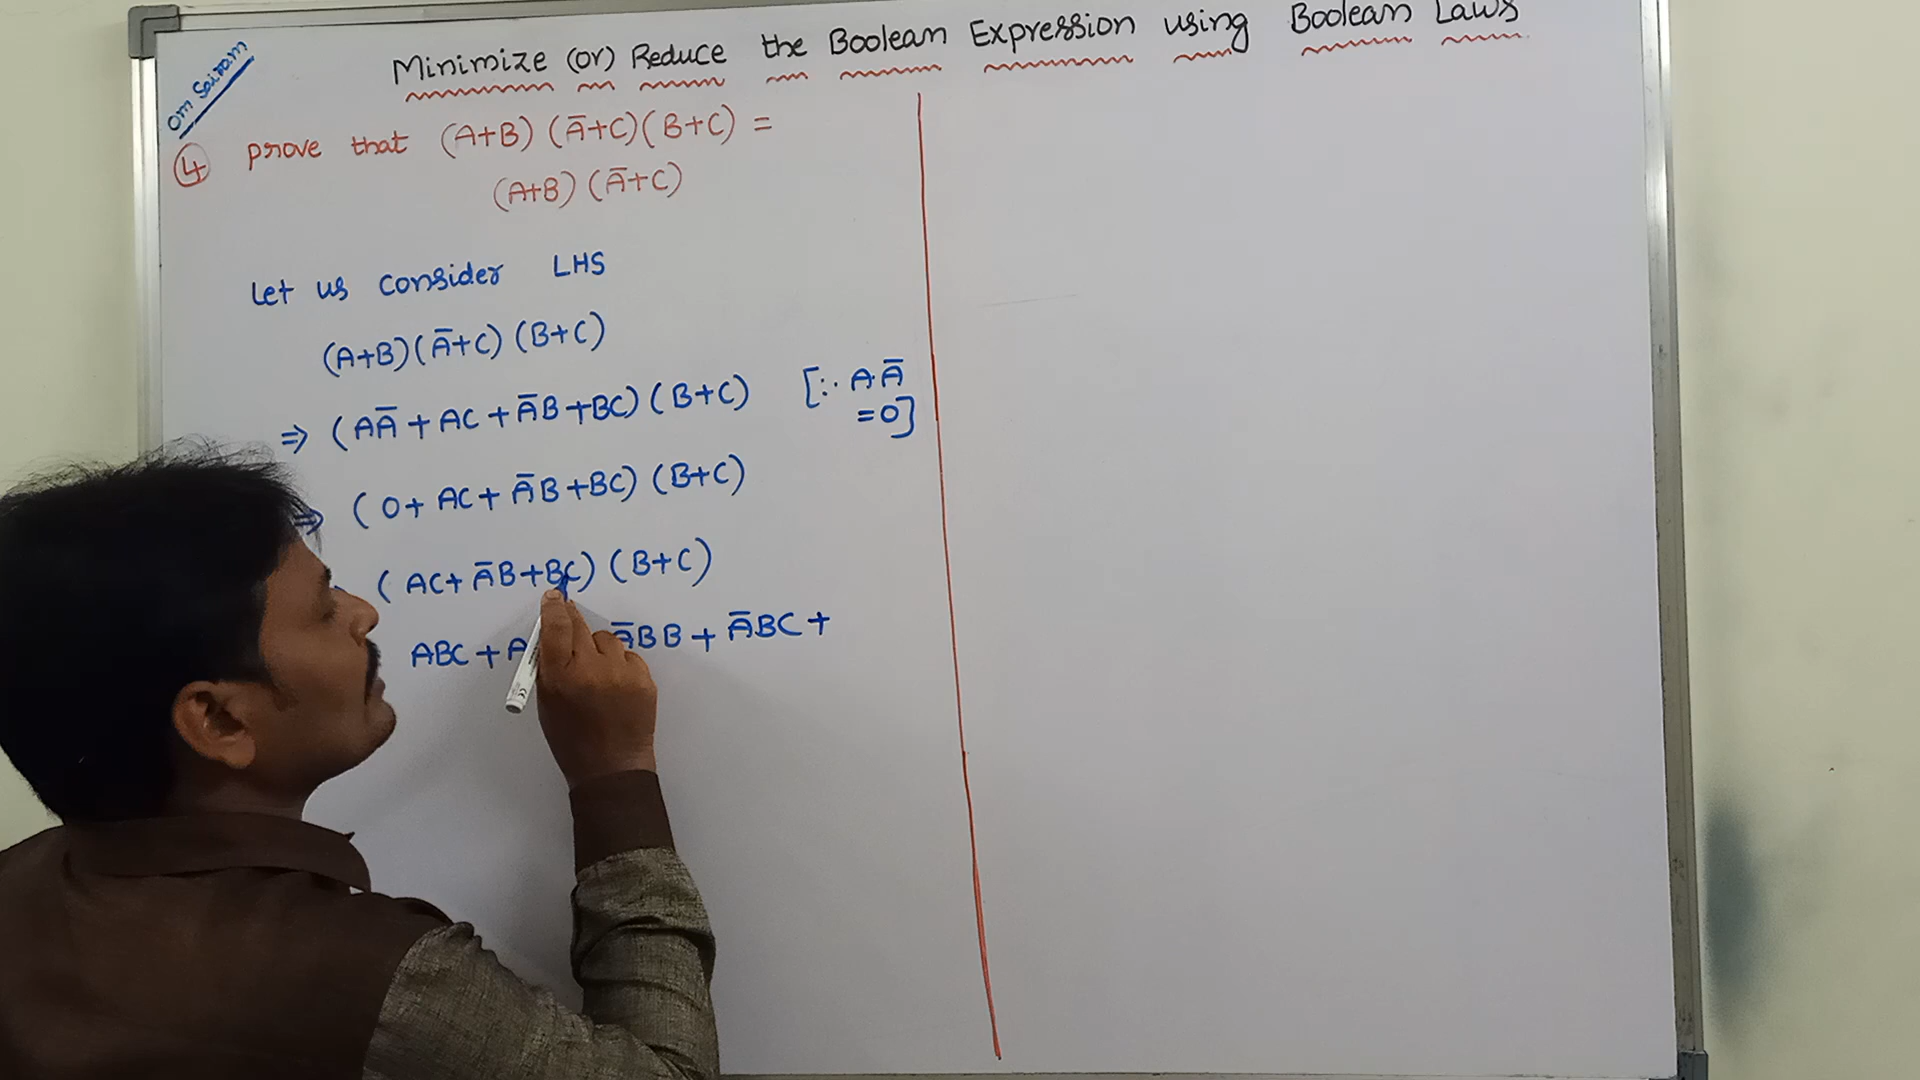 Minimize (or) Reduce the Boolean Expression using Boolean Laws
Om Sairam
④ prove that (A+B) (Ā+C) (B+C) =
(A+B) (Ā+C)
Let us consider LHS
(A+B) (Ā+C) (B+C)
⇒ (AĀ + AC + ĀB + BC) (B+C) [∵ A·Ā
= 0]
⇒ (0 + AC + ĀB + BC) (B+C)
(AC + ĀB + BC) (B+C)
ABC + A ĀBB + ĀBC +